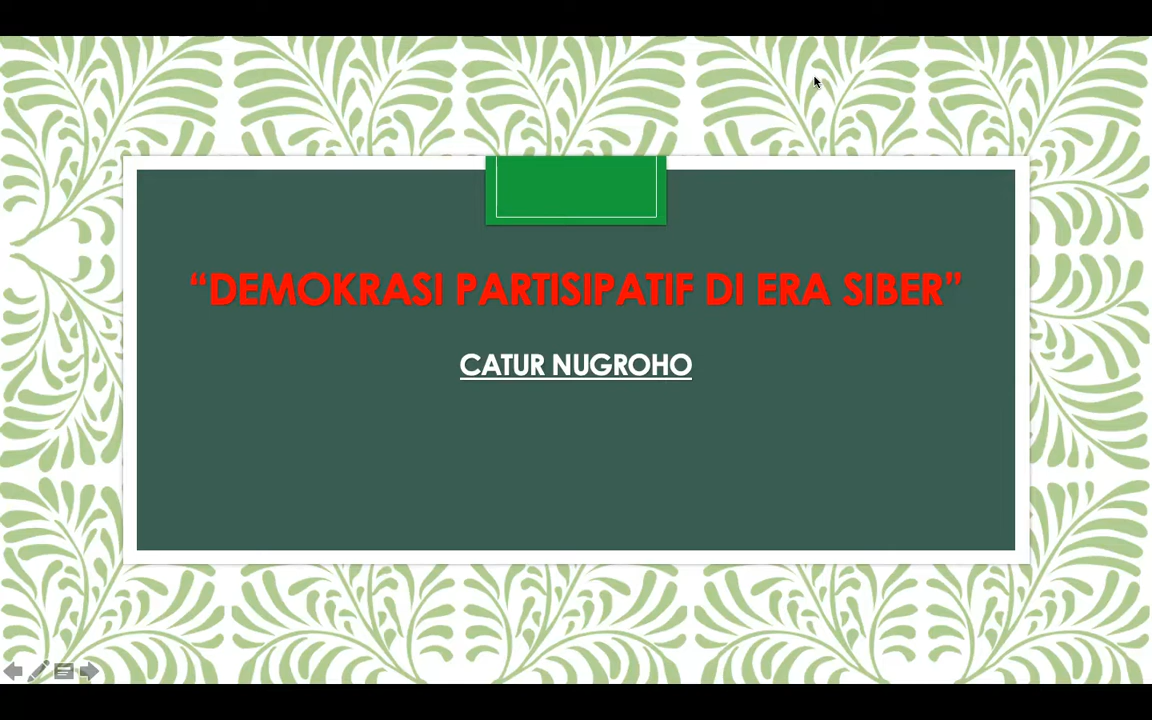 “DEMOKRASI PARTISIPATIF DI ERA SIBER”
CATUR NUGROHO